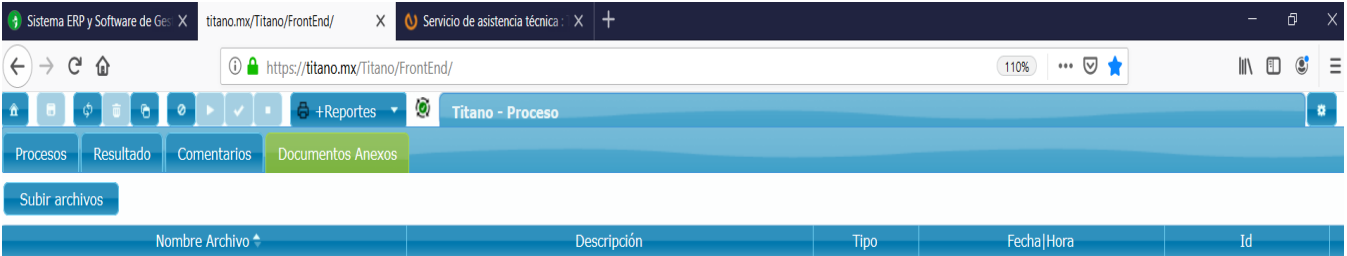 Sistema ERP y Software de Ges titano.mx/Titano/FrontEnd/ Servicio de asistencia técnica :
https://titano.mx/Titano/FrontEnd/ 110%
+Reportes Titano - Proceso
Procesos Resultado Comentarios Documentos Anexos
Subir archivos
Nombre Archivo Descripción Tipo Fecha|Hora Id